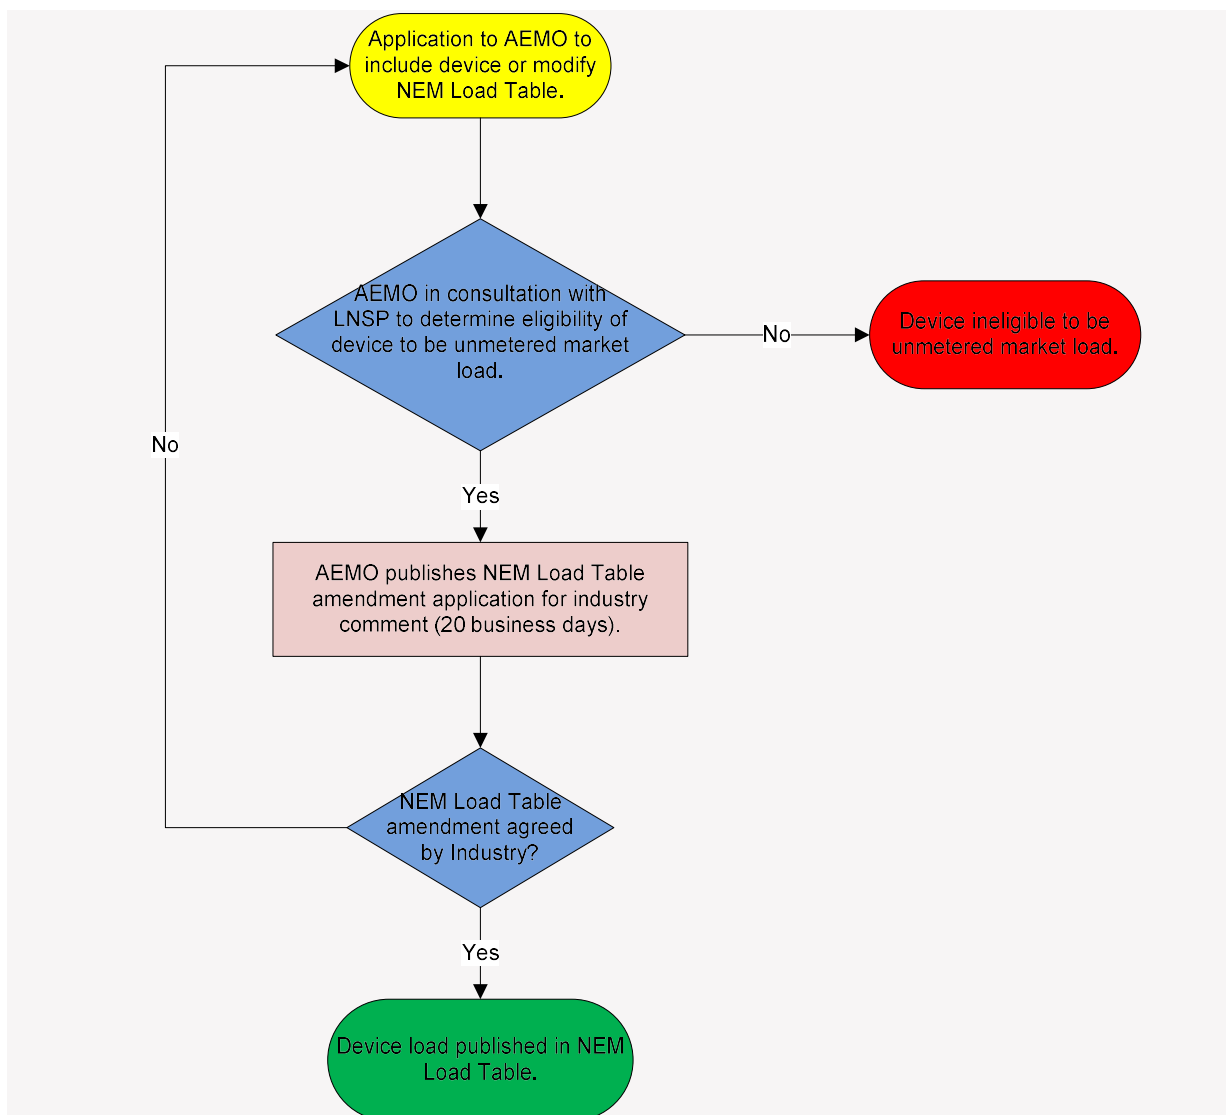 Application to AEMO to
include device or modify
NEM Load Table.
AEMO in consultation with
LNSP to determine eligibility of
device to be unmetered market
load.
No
Device ineligible to be
unmetered market load.
No
Yes
AEMO publishes NEM Load Table
amendment application for industry
comment (20 business days).
NEM Load Table
amendment agreed
by Industry?
Yes
Device load published in NEM
Load Table.